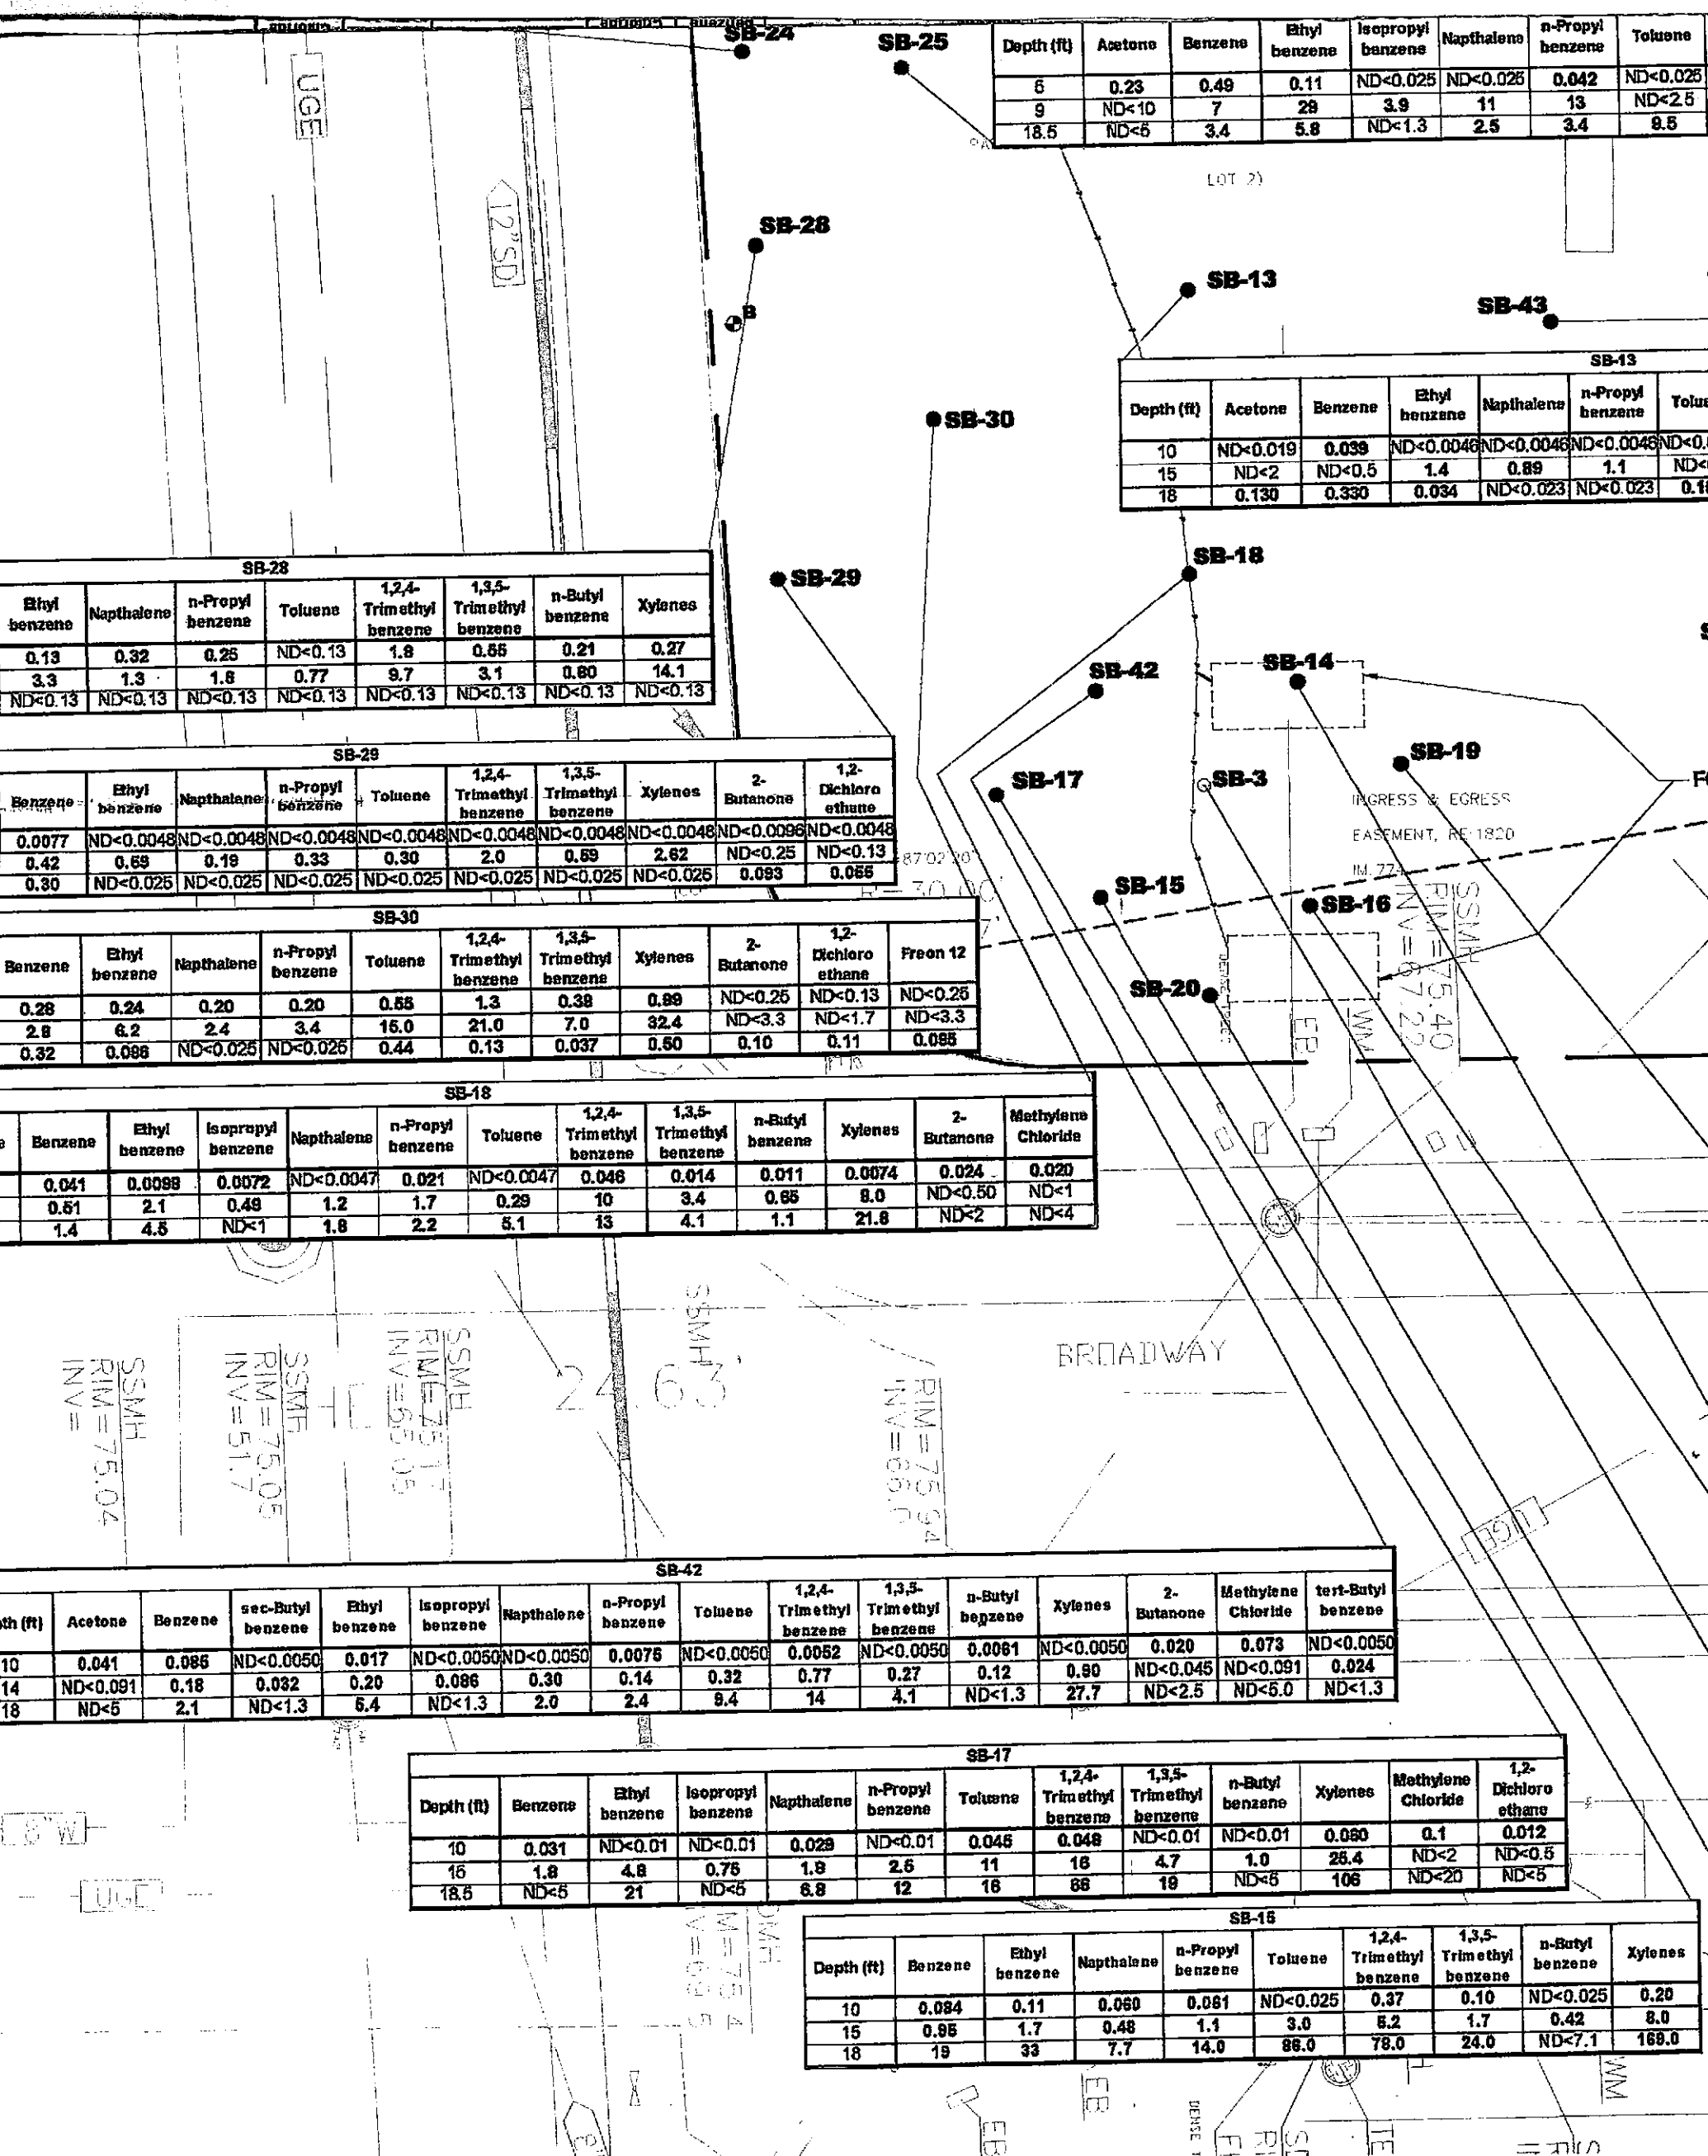 SB-24
SB-25
Depth (ft) Acetone Benzene Ethyl benzene Isopropyl benzene Napthalene n-Propyl benzene Toluene
6 0.23 0.49 0.11 ND<0.025 ND<0.025 0.042 ND<0.025
9 ND<10 7 29 3.9 11 13 ND<2.5
18.5 ND<5 3.4 5.8 ND<1.3 2.5 3.4 9.5
UGE
12"SD
LOT 2)
SB-28
B
SB-13
SB-43
SB-30
SB-13
Depth (ft) Acetone Benzene Ethyl benzene Napthalene n-Propyl benzene
10 ND<0.019 0.039 ND<0.0046 ND<0.0046 ND<0.0046
15 ND<2 ND<0.5 1.4 0.89 1.1
18 0.130 0.330 0.034 ND<0.023 ND<0.023
SB-18
SB-29
SB-28
Ethyl benzene Napthalene n-Propyl benzene Toluene 1,2,4-Trimethyl benzene 1,3,5-Trimethyl benzene n-Butyl benzene Xylenes
0.13 0.32 0.25 ND<0.13 1.8 0.55 0.21 0.27
3.3 1.3 1.8 0.77 9.7 3.1 0.80 14.1
ND<0.13 ND<0.13 ND<0.13 ND<0.13 ND<0.13 ND<0.13 ND<0.13 ND<0.13
SB-42
SB-14
SB-19
SB-17
SB-3
INGRESS & EGRESS
EASEMENT, RE:1820
SB-29
Benzene Ethyl benzene Napthalene n-Propyl benzene Toluene 1,2,4-Trimethyl benzene 1,3,5-Trimethyl benzene Xylenes 2-Butanone 1,2-Dichloro ethane
0.0077 ND<0.0048 ND<0.0048 ND<0.0048 ND<0.0048 ND<0.0048 ND<0.0048 ND<0.0048 ND<0.0096 ND<0.0048
0.42 0.69 0.19 0.33 0.30 2.0 0.59 2.62 ND<0.25 ND<0.13
0.30 ND<0.025 ND<0.025 ND<0.025 ND<0.025 ND<0.025 ND<0.025 ND<0.025 0.093 0.055
87°02'20"
SB-15
SB-16
SSMH
RIM=75.40
INV=67.22
SB-20
EB
WM
SB-30
Benzene Ethyl benzene Napthalene n-Propyl benzene Toluene 1,2,4-Trimethyl benzene 1,3,5-Trimethyl benzene Xylenes 2-Butanone 1,2-Dichloro ethane Freon 12
0.28 0.24 0.20 0.20 0.55 1.3 0.38 0.99 ND<0.25 ND<0.13 ND<0.25
2.8 6.2 2.4 3.4 15.0 21.0 7.0 32.4 ND<3.3 ND<1.7 ND<3.3
0.32 0.086 ND<0.025 ND<0.025 0.44 0.13 0.037 0.50 0.10 0.11 0.085
SB-18
Benzene Ethyl benzene Isopropyl benzene Napthalene n-Propyl benzene Toluene 1,2,4-Trimethyl benzene 1,3,5-Trimethyl benzene n-Butyl benzene Xylenes 2-Butanone Methylene Chloride
0.041 0.0098 0.0072 ND<0.0047 0.021 ND<0.0047 0.046 0.014 0.011 0.0074 0.024 0.020
0.51 2.1 0.49 1.2 1.7 0.29 10 3.4 0.65 8.0 ND<0.50 ND<1
1.4 4.5 ND<1 1.8 2.2 5.1 13 4.1 1.1 21.8 ND<2 ND<4
BROADWAY
24.63'
SSMH
RIM=75.04
INV=
SSMH
RIM=75.05
INV=51.7
SSMH
INV=65.05
SSMH
RIM=75.94
UGE
SB-42
Acetone Benzene sec-Butyl benzene Ethyl benzene Isopropyl benzene Napthalene n-Propyl benzene Toluene 1,2,4-Trimethyl benzene 1,3,5-Trimethyl benzene n-Butyl benzene Xylenes 2-Butanone Methylene Chloride tert-Butyl benzene
10 0.041 0.085 ND<0.0050 0.017 ND<0.0050 ND<0.0050 0.0075 ND<0.0050 0.0052 ND<0.0050 0.0061 ND<0.0050 0.020 0.073 ND<0.0050
14 ND<0.091 0.18 0.032 0.20 0.086 0.30 0.14 0.32 0.77 0.27 0.12 0.90 ND<0.045 ND<0.091 0.024
18 ND<5 2.1 ND<1.3 5.4 ND<1.3 2.0 2.4 9.4 14 4.1 ND<1.3 27.7 ND<2.5 ND<5.0 ND<1.3
SB-17
Depth (ft) Benzene Ethyl benzene Isopropyl benzene Napthalene n-Propyl benzene Toluene 1,2,4-Trimethyl benzene 1,3,5-Trimethyl benzene n-Butyl benzene Xylenes Methylene Chloride 1,2-Dichloro ethane
10 0.031 ND<0.01 ND<0.01 0.029 ND<0.01 0.045 0.048 ND<0.01 ND<0.01 0.060 0.1 0.012
15 1.8 4.8 0.75 1.9 2.5 11 16 4.7 1.0 25.4 ND<2 ND<0.5
18.5 ND<5 21 ND<5 6.8 12 16 66 19 ND<5 106 ND<20 ND<5
8"W
UGE
SB-15
Depth (ft) Benzene Ethyl benzene Napthalene n-Propyl benzene Toluene 1,2,4-Trimethyl benzene 1,3,5-Trimethyl benzene n-Butyl benzene Xylenes
10 0.084 0.11 0.060 0.061 ND<0.025 0.37 0.10 ND<0.025 0.20
15 0.95 1.7 0.48 1.1 3.0 5.2 1.7 0.42 8.0
18 19 33 7.7 14.0 86.0 78.0 24.0 ND<7.1 169.0
EB
EB
WM